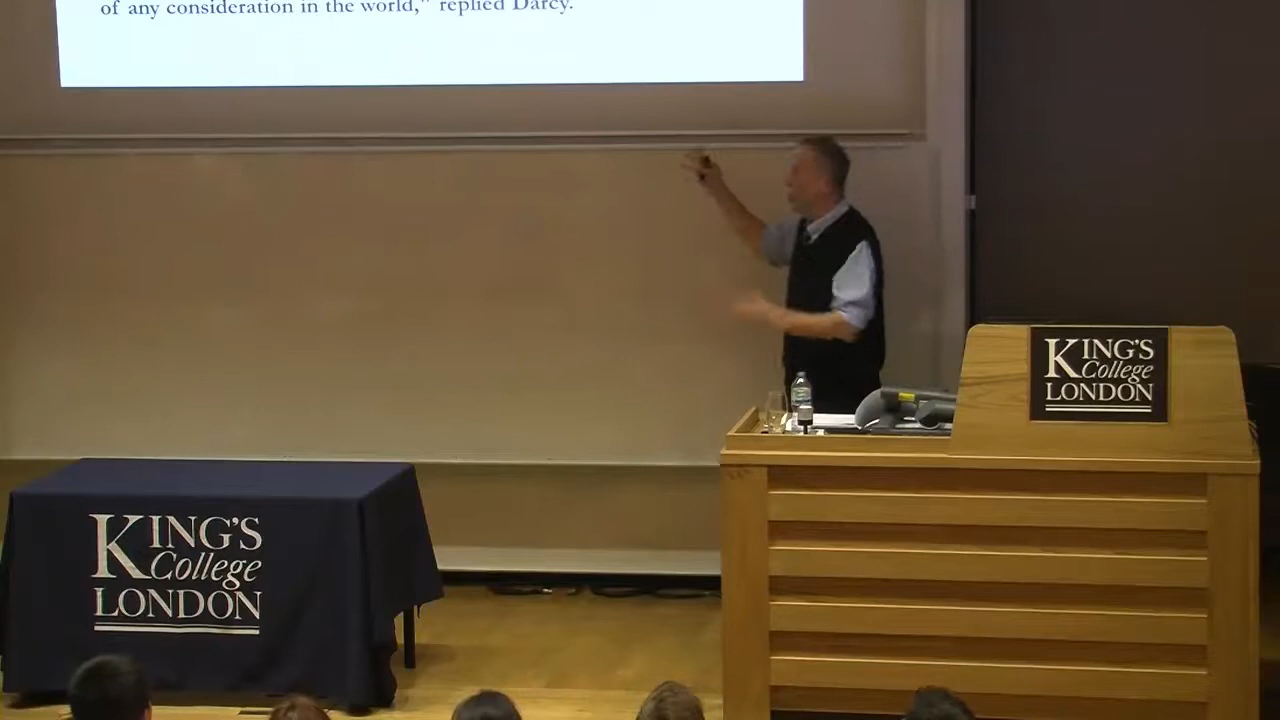 of any consideration in the world," replied Darcy.
KING'S
College
LONDON
KING'S
College
LONDON